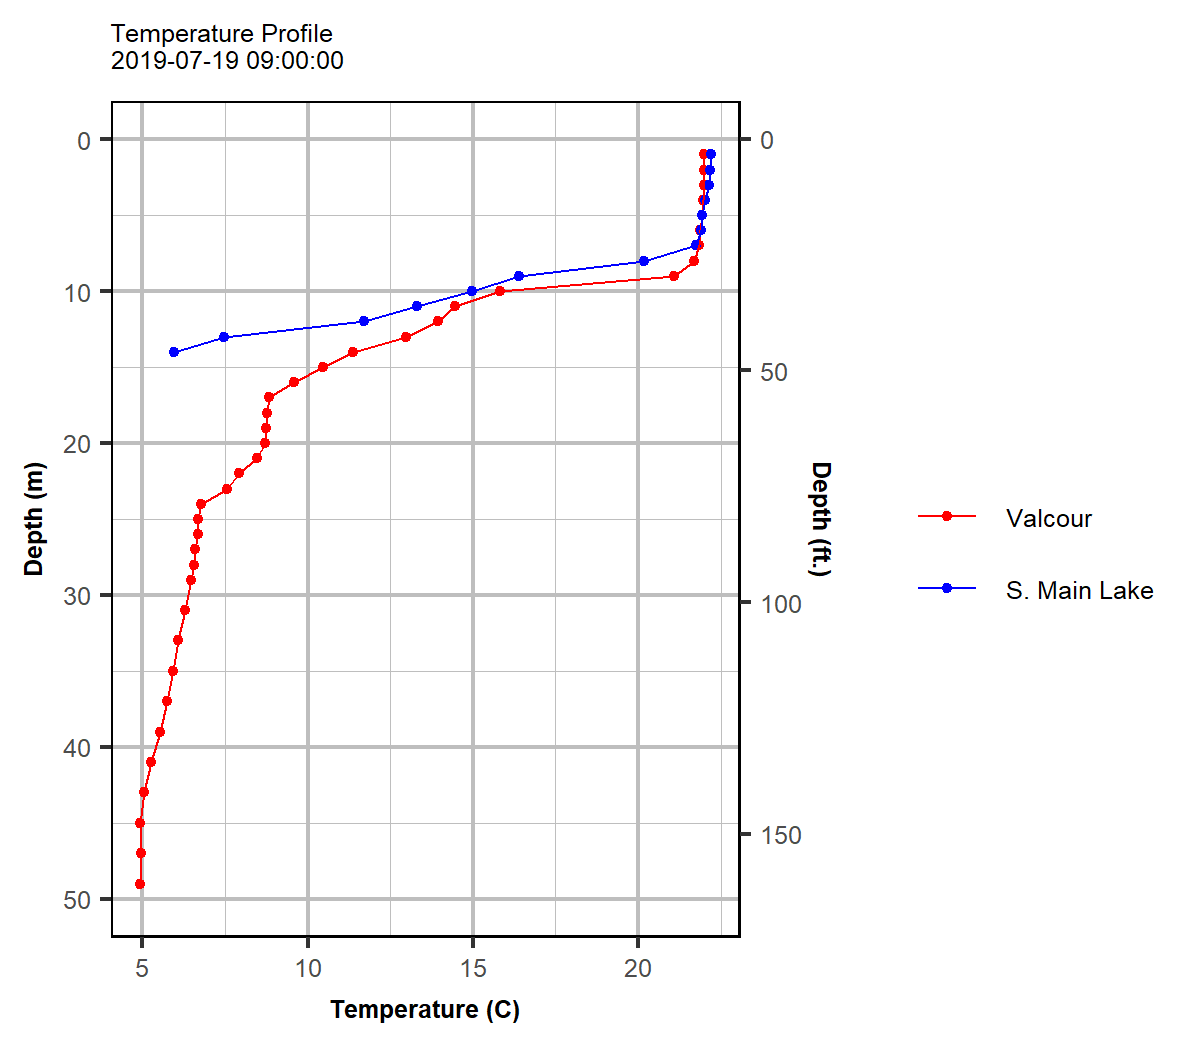 Temperature Profile
2019-07-19 09:00:00
0
10
20
30
40
50
Depth (m)
0
50
100
150
Depth (ft.)
5 10 15 20
Temperature (C)
Valcour
S. Main Lake